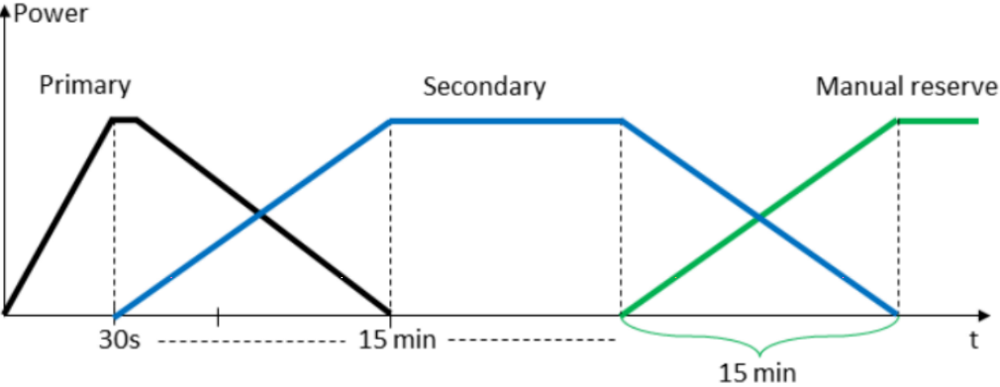 Power
Primary
Secondary
Manual reserve
30s
15 min
t
15 min